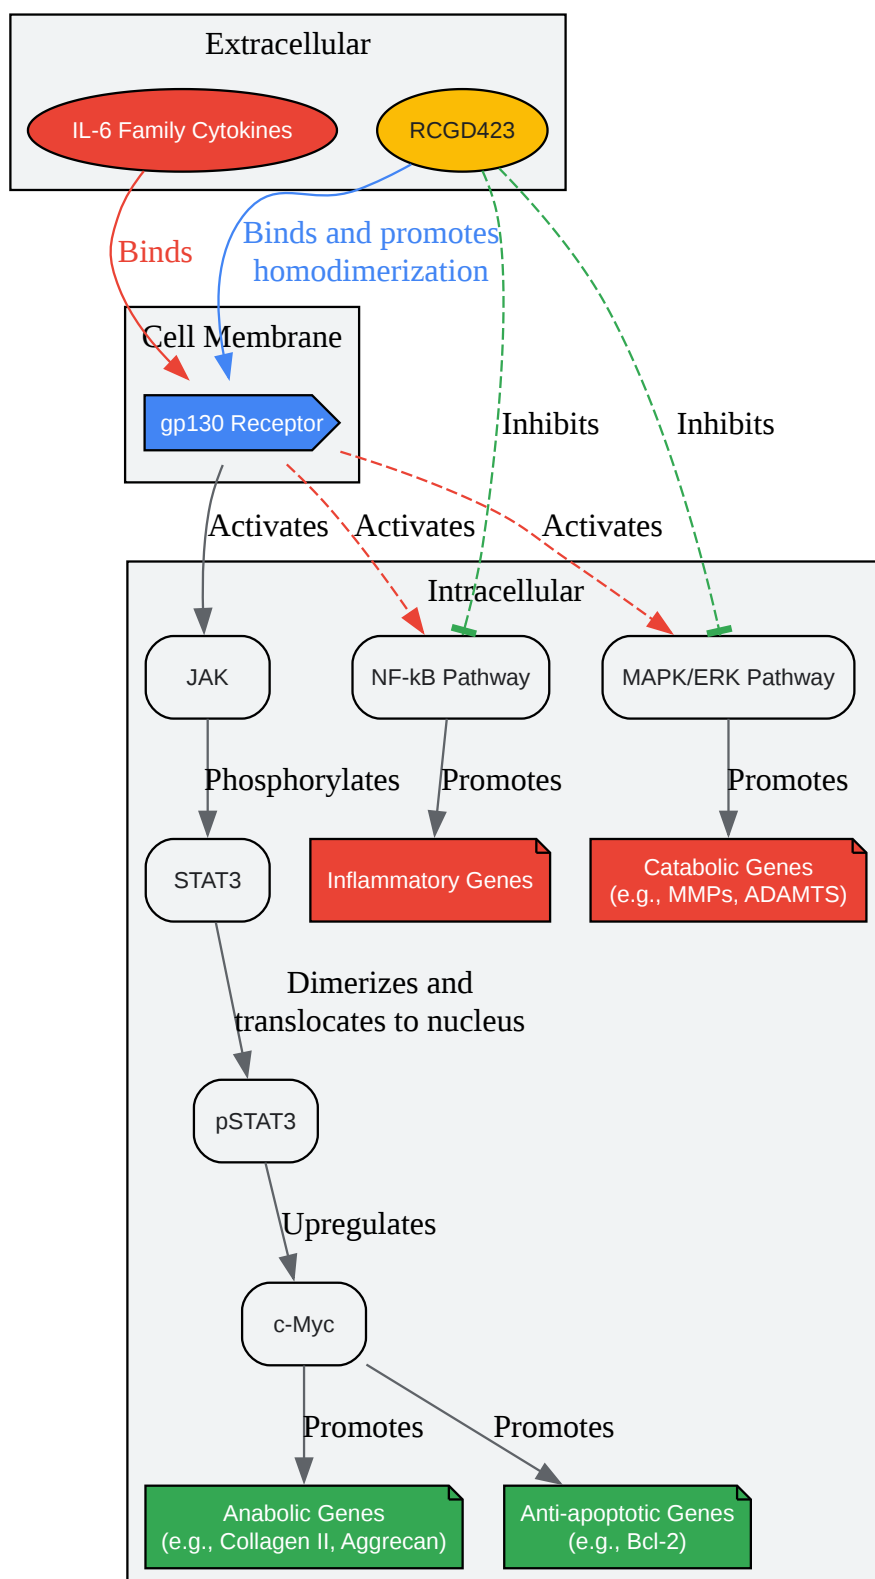 Extracellular
IL-6 Family Cytokines
RCGD423
Binds
Binds and promotes
homodimerization
Cell Membrane
gp130 Receptor
Inhibits
Inhibits
Activates
Activates
Activates
Intracellular
JAK
NF-kB Pathway
MAPK/ERK Pathway
Phosphorylates
Promotes
Promotes
STAT3
Inflammatory Genes
Catabolic Genes
(e.g., MMPs, ADAMTS)
Dimerizes and
translocates to nucleus
pSTAT3
Upregulates
c-Myc
Promotes
Promotes
Anabolic Genes
(e.g., Collagen II, Aggrecan)
Anti-apoptotic Genes
(e.g., Bcl-2)